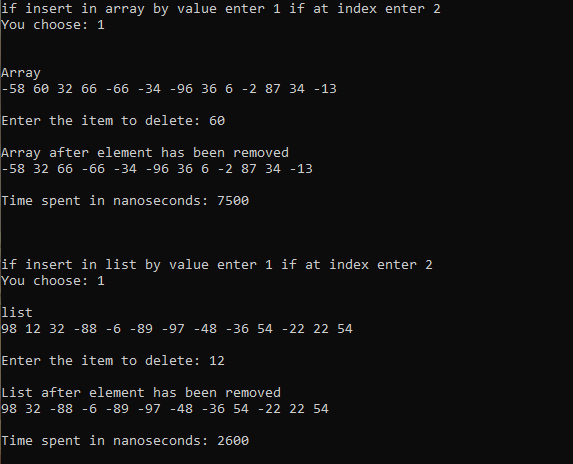 if insert in array by value enter 1 if at index enter 2
You choose: 1
Array
-58 60 32 66 -66 -34 -96 36 6 -2 87 34 -13
Enter the item to delete: 60
Array after element has been removed
-58 32 66 -66 -34 -96 36 6 -2 87 34 -13
Time spent in nanoseconds: 7500
if insert in list by value enter 1 if at index enter 2
You choose: 1
list
98 12 32 -88 -6 -89 -97 -48 -36 54 -22 22 54
Enter the item to delete: 12
List after element has been removed
98 32 -88 -6 -89 -97 -48 -36 54 -22 22 54
Time spent in nanoseconds: 2600